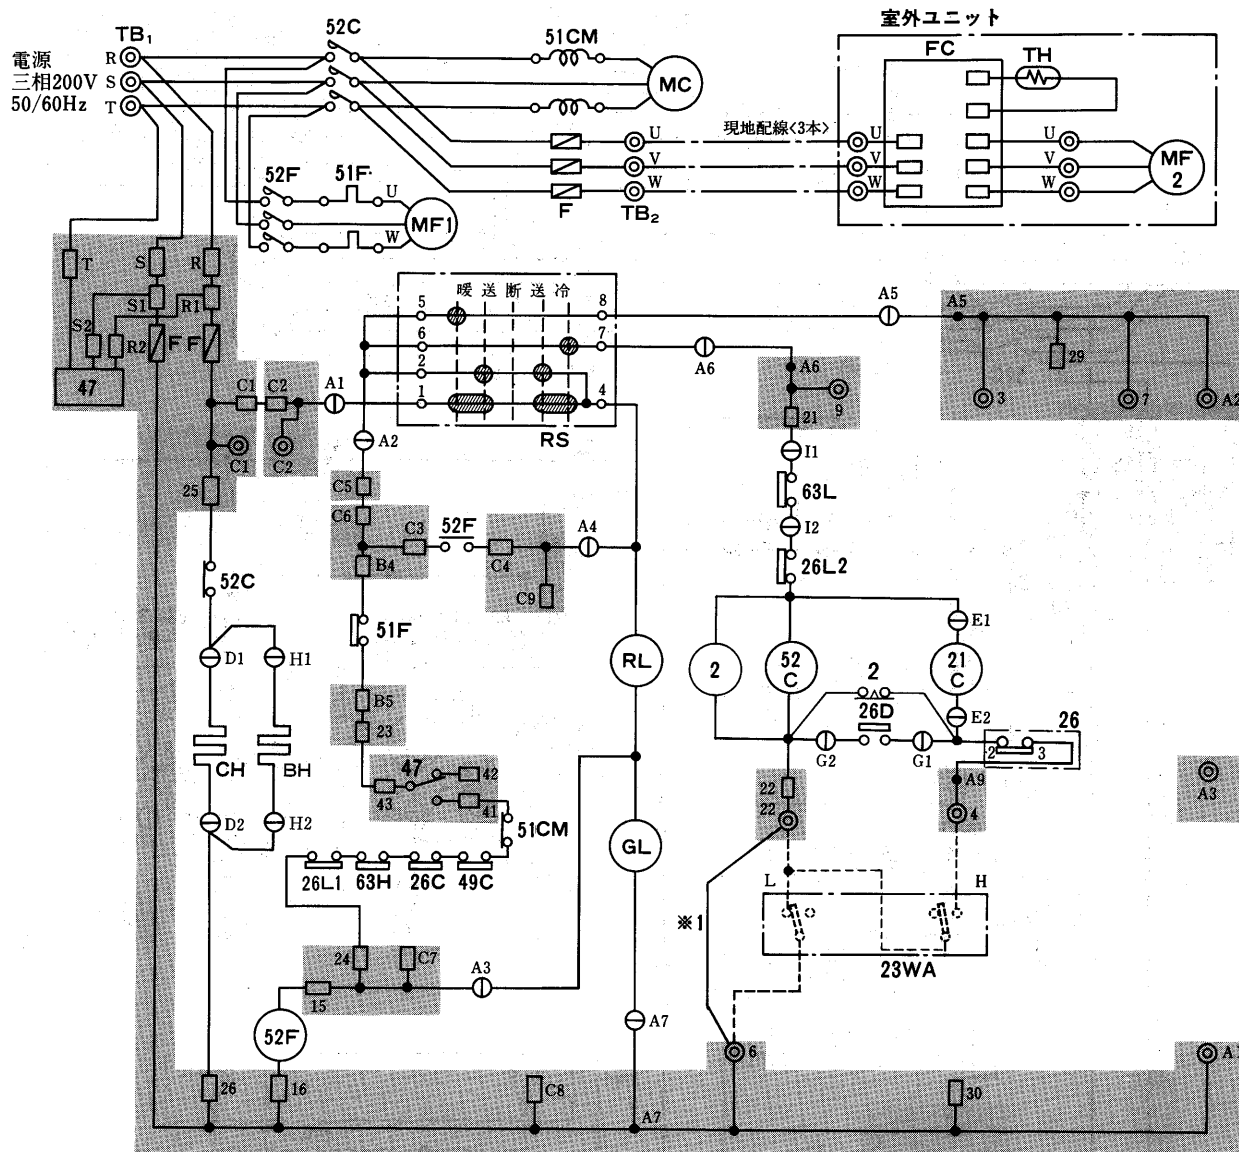 室外ユニット
TB1
52C
51CM
FC
TH
電源
三相200V
50/60Hz
R
S
T
MC
U
現地配線<3本>
U
U
V
V
V
W
W
W
F
TB2
MF
2
52F
51F
U
W
MF1
T
S
R
S1
R1
S2
R2
F
F
47
暖 送 断 送 冷
5
8
6
7
2
1
4
RS
A5
A5
A6
A6
29
3
7
A2
9
21
C1
C2
A1
C1
C2
A2
25
C5
C6
C3
52F
C4
A4
B4
C9
I1
63L
I2
26L2
52C
51F
D1
H1
RL
2
52
C
21
C
E1
E2
2
26D
G2
G1
26
2
3
B5
23
CH
BH
47
42
43
41
51CM
D2
H2
GL
22
22
A9
4
A3
26L1
63H
26C
49C
L
H
※1
23WA
24
C7
A3
15
52F
A7
6
A1
26
16
C8
A7
30